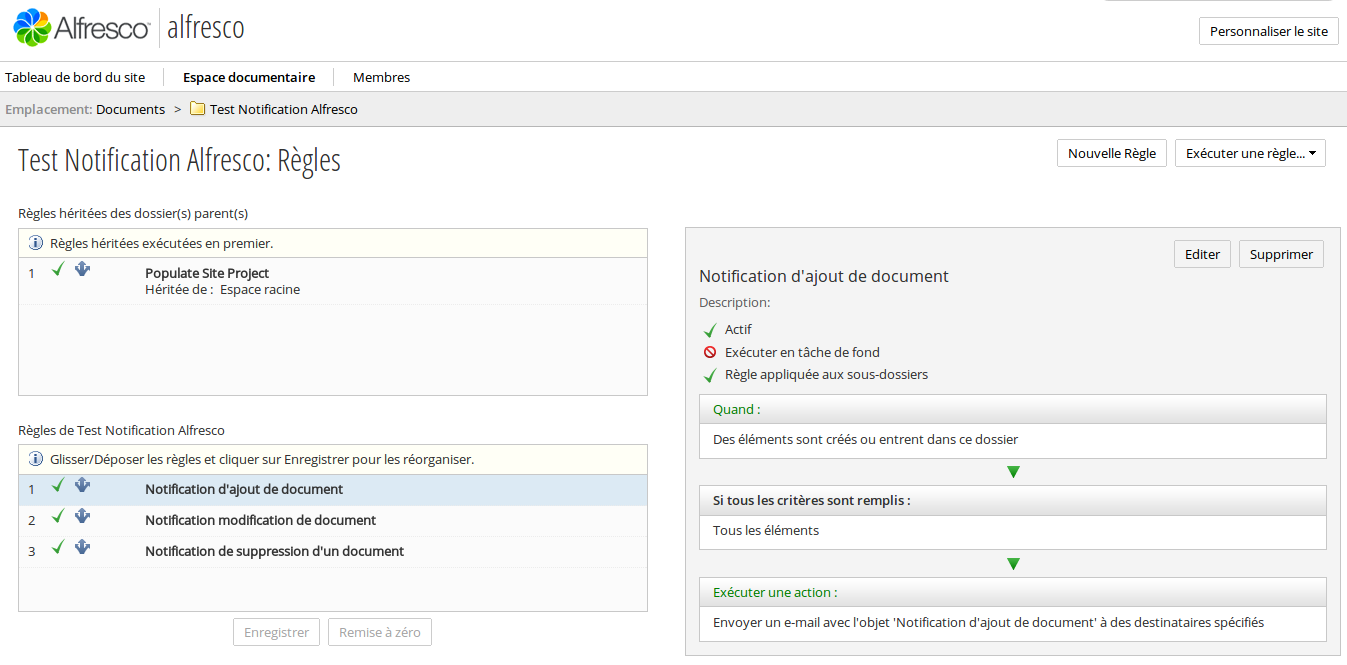 Alfresco alfresco
Personnaliser le site
Tableau de bord du site Espace documentaire Membres
Emplacement: Documents > Test Notification Alfresco
Test Notification Alfresco: Règles
Nouvelle Règle Exécuter une règle...
Règles héritées des dossier(s) parent(s)
Règles héritées exécutées en premier.
1 Populate Site Project
Héritée de : Espace racine
Règles de Test Notification Alfresco
Glisser/Déposer les règles et cliquer sur Enregistrer pour les réorganiser.
1 Notification d'ajout de document
2 Notification modification de document
3 Notification de suppression d'un document
Enregistrer Remise à zéro
Editer Supprimer
Notification d'ajout de document
Description:
Actif
Exécuter en tâche de fond
Règle appliquée aux sous-dossiers
Quand :
Des éléments sont créés ou entrent dans ce dossier
Si tous les critères sont remplis :
Tous les éléments
Exécuter une action :
Envoyer un e-mail avec l'objet 'Notification d'ajout de document' à des destinataires spécifiés